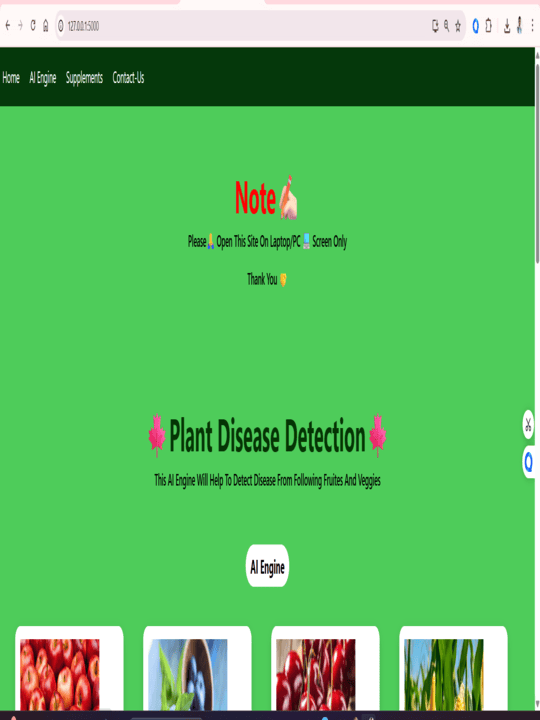 127.0.0.1:5000
Home AI Engine Supplements Contact-Us
Note✍🏻
Please🙏 Open This Site On Laptop/PC 💻 Screen Only
Thank You 💛
🍁Plant Disease Detection🍁
This AI Engine Will Help To Detect Disease From Following Fruites And Veggies
AI Engine